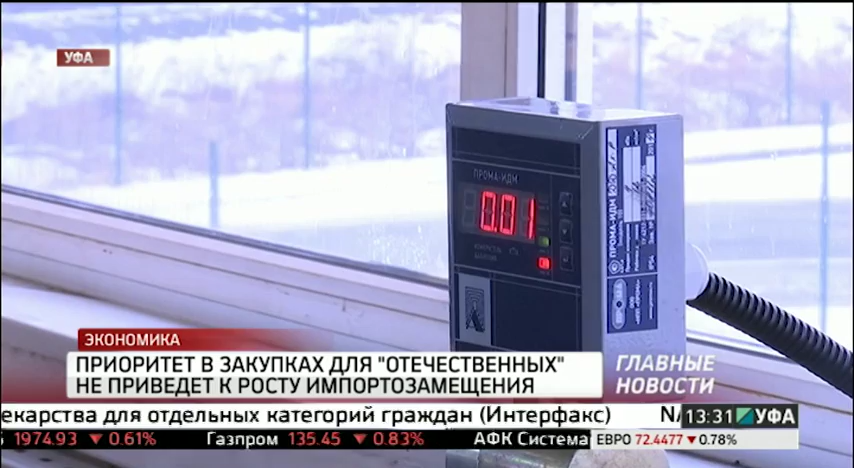 УФА
ПРОМА-ИДМ
0.01
ПРОМА-ИДМ
ЭКОНОМИКА
ПРИОРИТЕТ В ЗАКУПКАХ ДЛЯ "ОТЕЧЕСТВЕННЫХ"
НЕ ПРИВЕДЕТ К РОСТУ ИМПОРТОЗАМЕЩЕНИЯ
ГЛАВНЫЕ
НОВОСТИ
екарства для отдельных категорий граждан (Интерфакс)
13:31 УФА
1974.93 ▼ 0.61% Газпром 135.45 ▼ 0.83% АФК Система
ЕВРО 72.4477 ▼ 0.78%